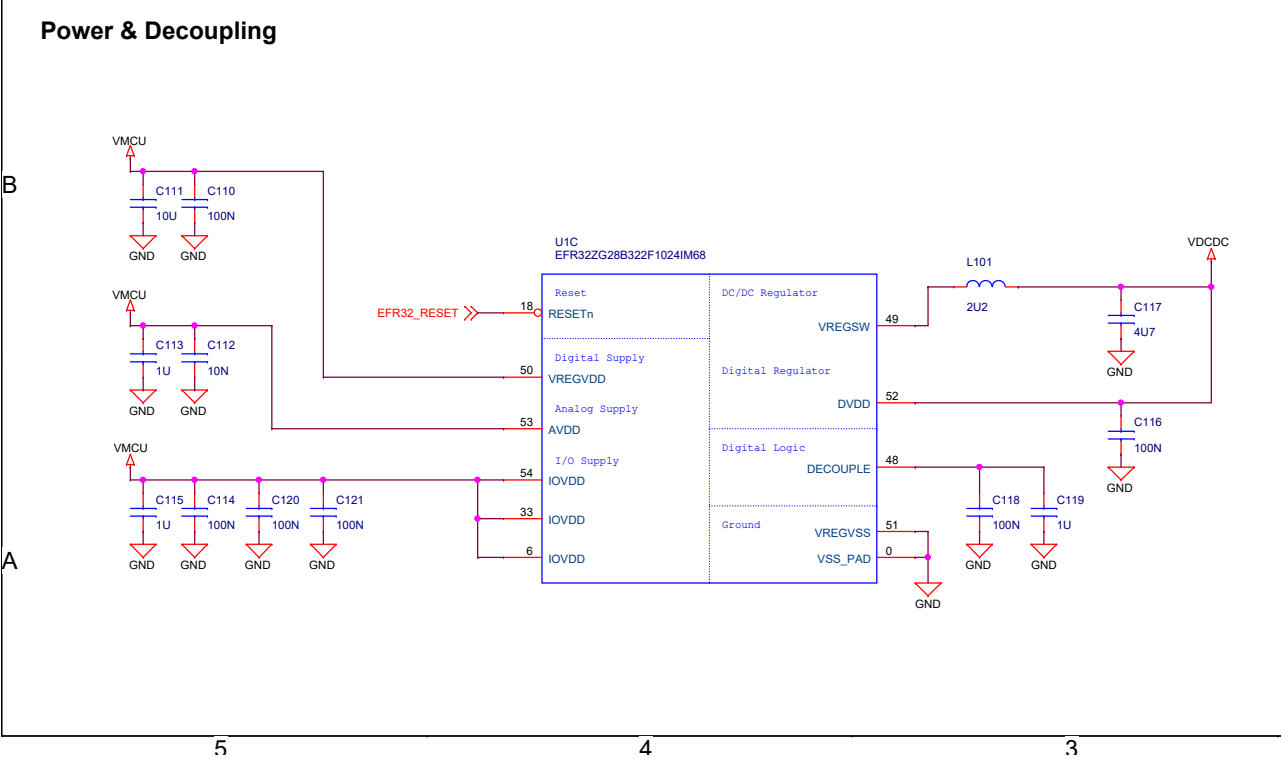 Power & Decoupling
VMCU
B
C111
C110
10U
100N
GND
GND
U1C
EFR32ZG28B322F1024IM68
VDCDC
L101
2U2
VMCU
Reset
DC/DC Regulator
EFR32_RESET
18
RESETn
C117
4U7
49
VREGSW
C113
C112
1U
10N
Digital Supply
GND
50
VREGVDD
Digital Regulator
GND
GND
Analog Supply
52
DVDD
53
AVDD
C116
100N
VMCU
Digital Logic
I/O Supply
48
DECOUPLE
54
IOVDD
GND
C115
C114
C120
C121
1U
100N
100N
100N
C118
C119
100N
1U
33
IOVDD
Ground
51
VREGVSS
6
IOVDD
0
VSS_PAD
A
GND
GND
GND
GND
GND
GND
GND
5
4
3